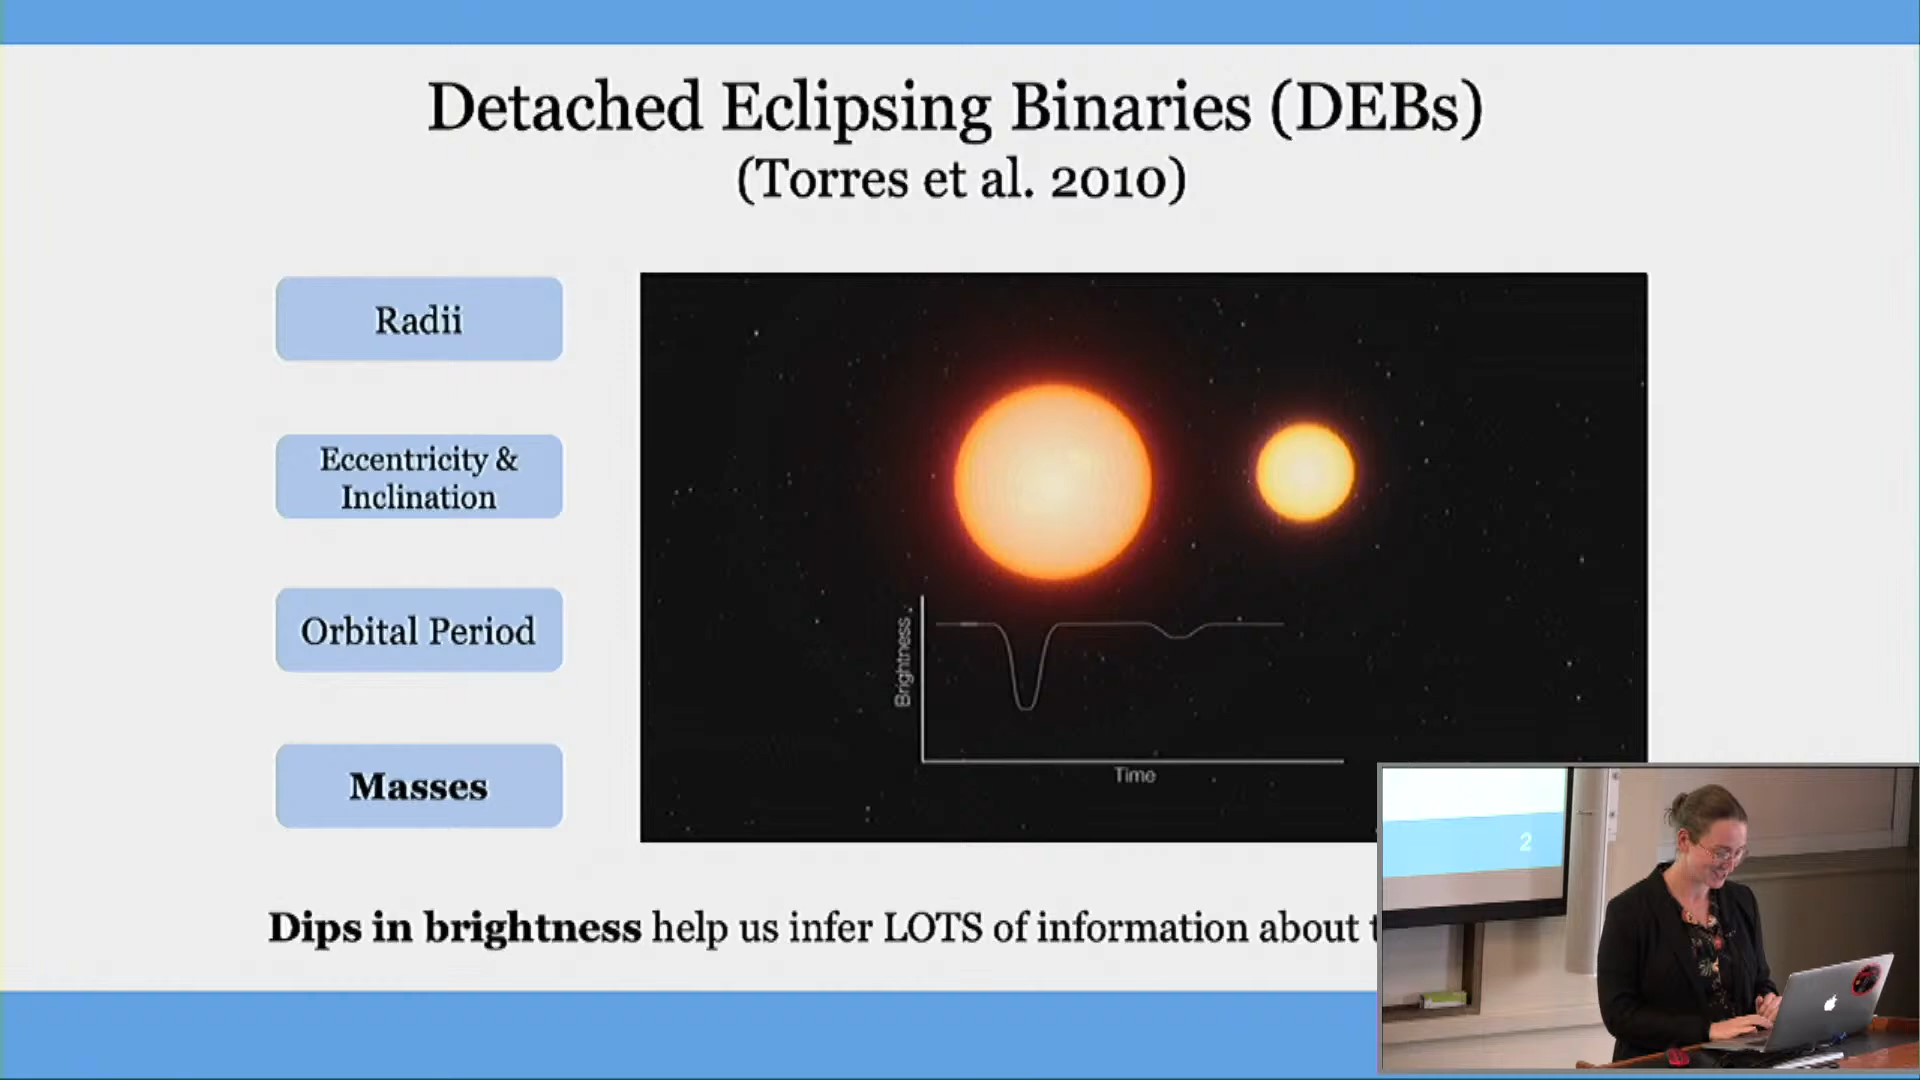 Detached Eclipsing Binaries (DEBs)
(Torres et al. 2010)
Radii
Eccentricity &
Inclination
Orbital Period
Masses
Brightness
Time
Dips in brightness help us infer LOTS of information about
2